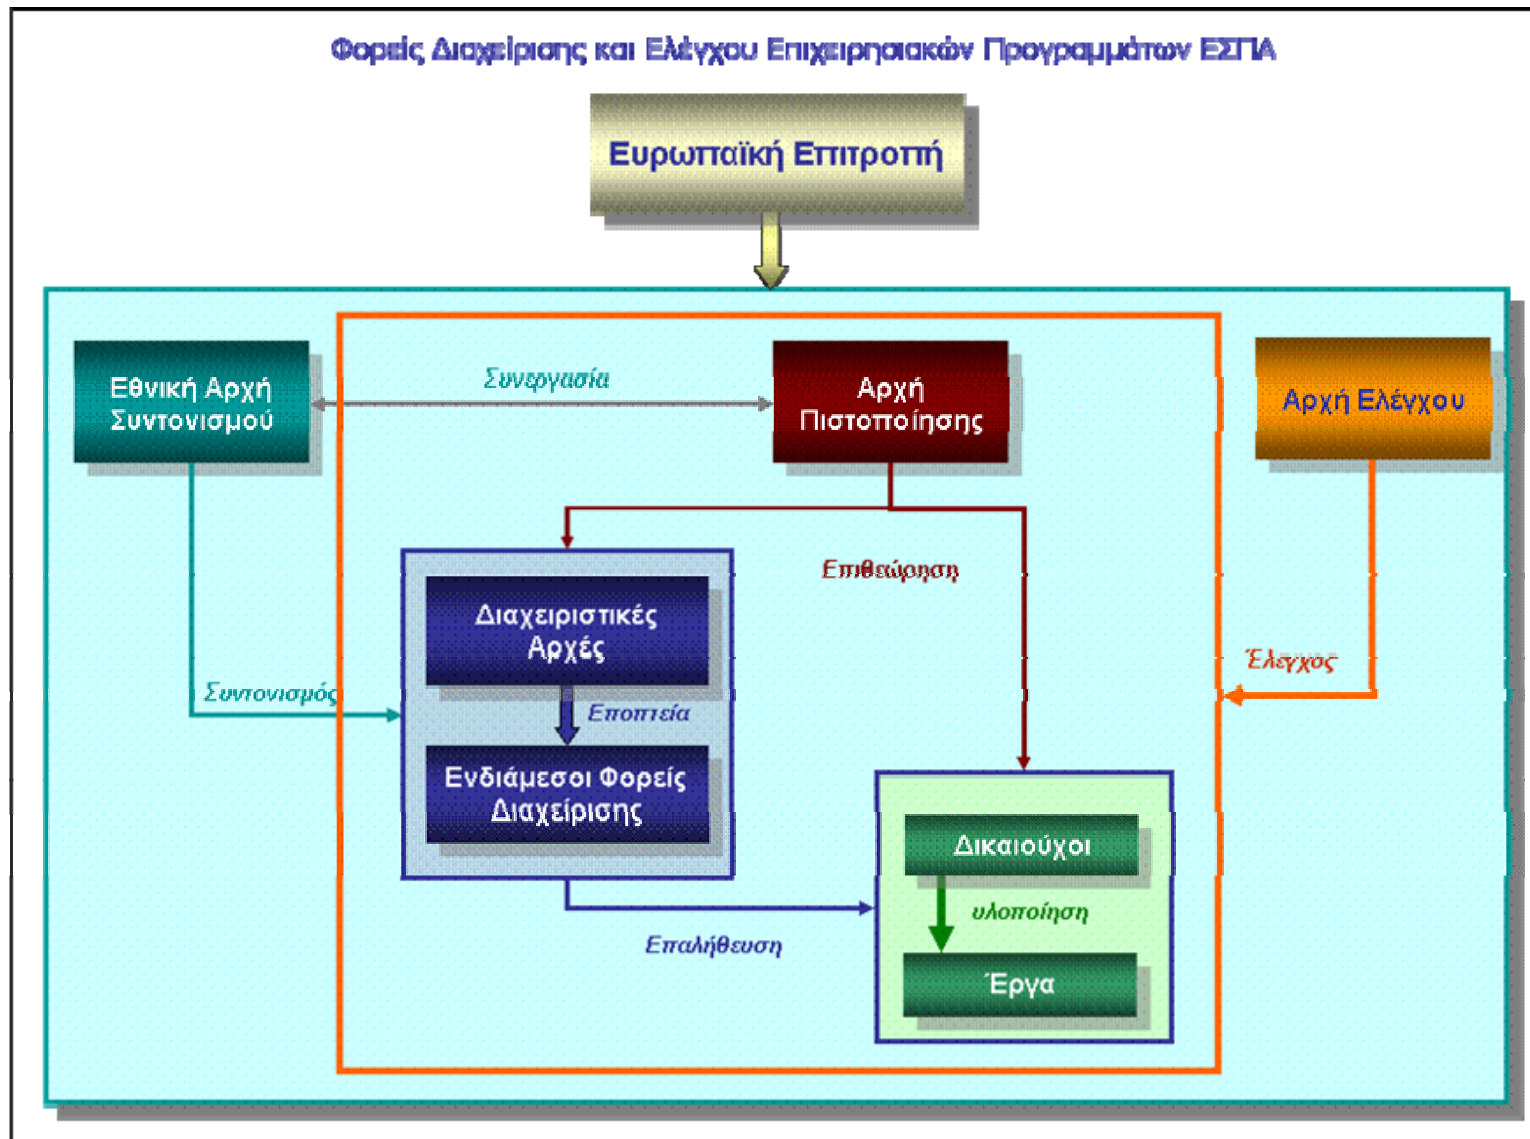 Φορείς Διαχείρισης και Ελέγχου Επιχειρησιακών Προγραμμάτων ΕΣΠΑ
Ευρωπαϊκή Επιτροπή
Εθνική Αρχή
Συντονισμού
Συνεργασία
Αρχή
Πιστοποίησης
Αρχή Ελέγχου
Επιθεώρηση
Διαχειριστικές
Αρχές
Έλεγχος
Συντονισμός
Εποπτεία
Ενδιάμεσοι Φορείς
Διαχείρισης
Δικαιούχοι
υλοποίηση
Επαλήθευση
Έργα